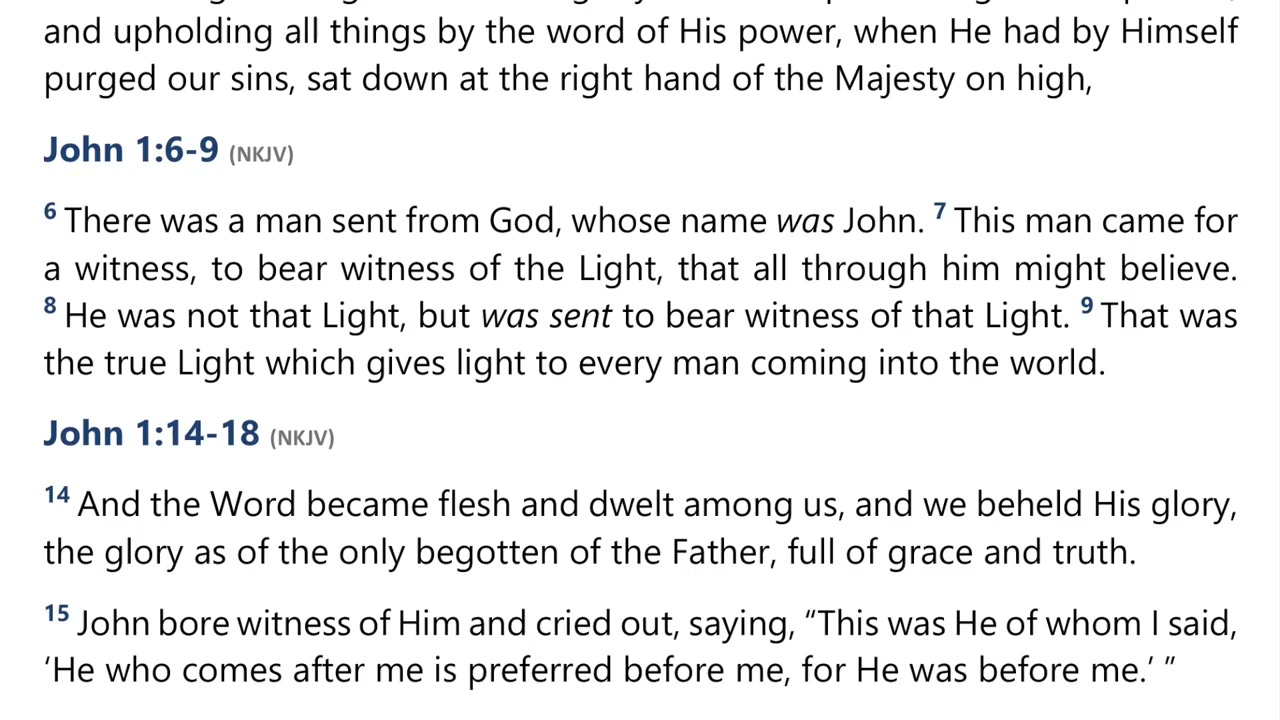 and upholding all things by the word of His power, when He had by Himself
purged our sins, sat down at the right hand of the Majesty on high,
John 1:6-9 (NKJV)
6 There was a man sent from God, whose name was John. 7 This man came for
a witness, to bear witness of the Light, that all through him might believe.
8 He was not that Light, but was sent to bear witness of that Light. 9 That was
the true Light which gives light to every man coming into the world.
John 1:14-18 (NKJV)
14 And the Word became flesh and dwelt among us, and we beheld His glory,
the glory as of the only begotten of the Father, full of grace and truth.
15 John bore witness of Him and cried out, saying, “This was He of whom I said,
‘He who comes after me is preferred before me, for He was before me.’ ”